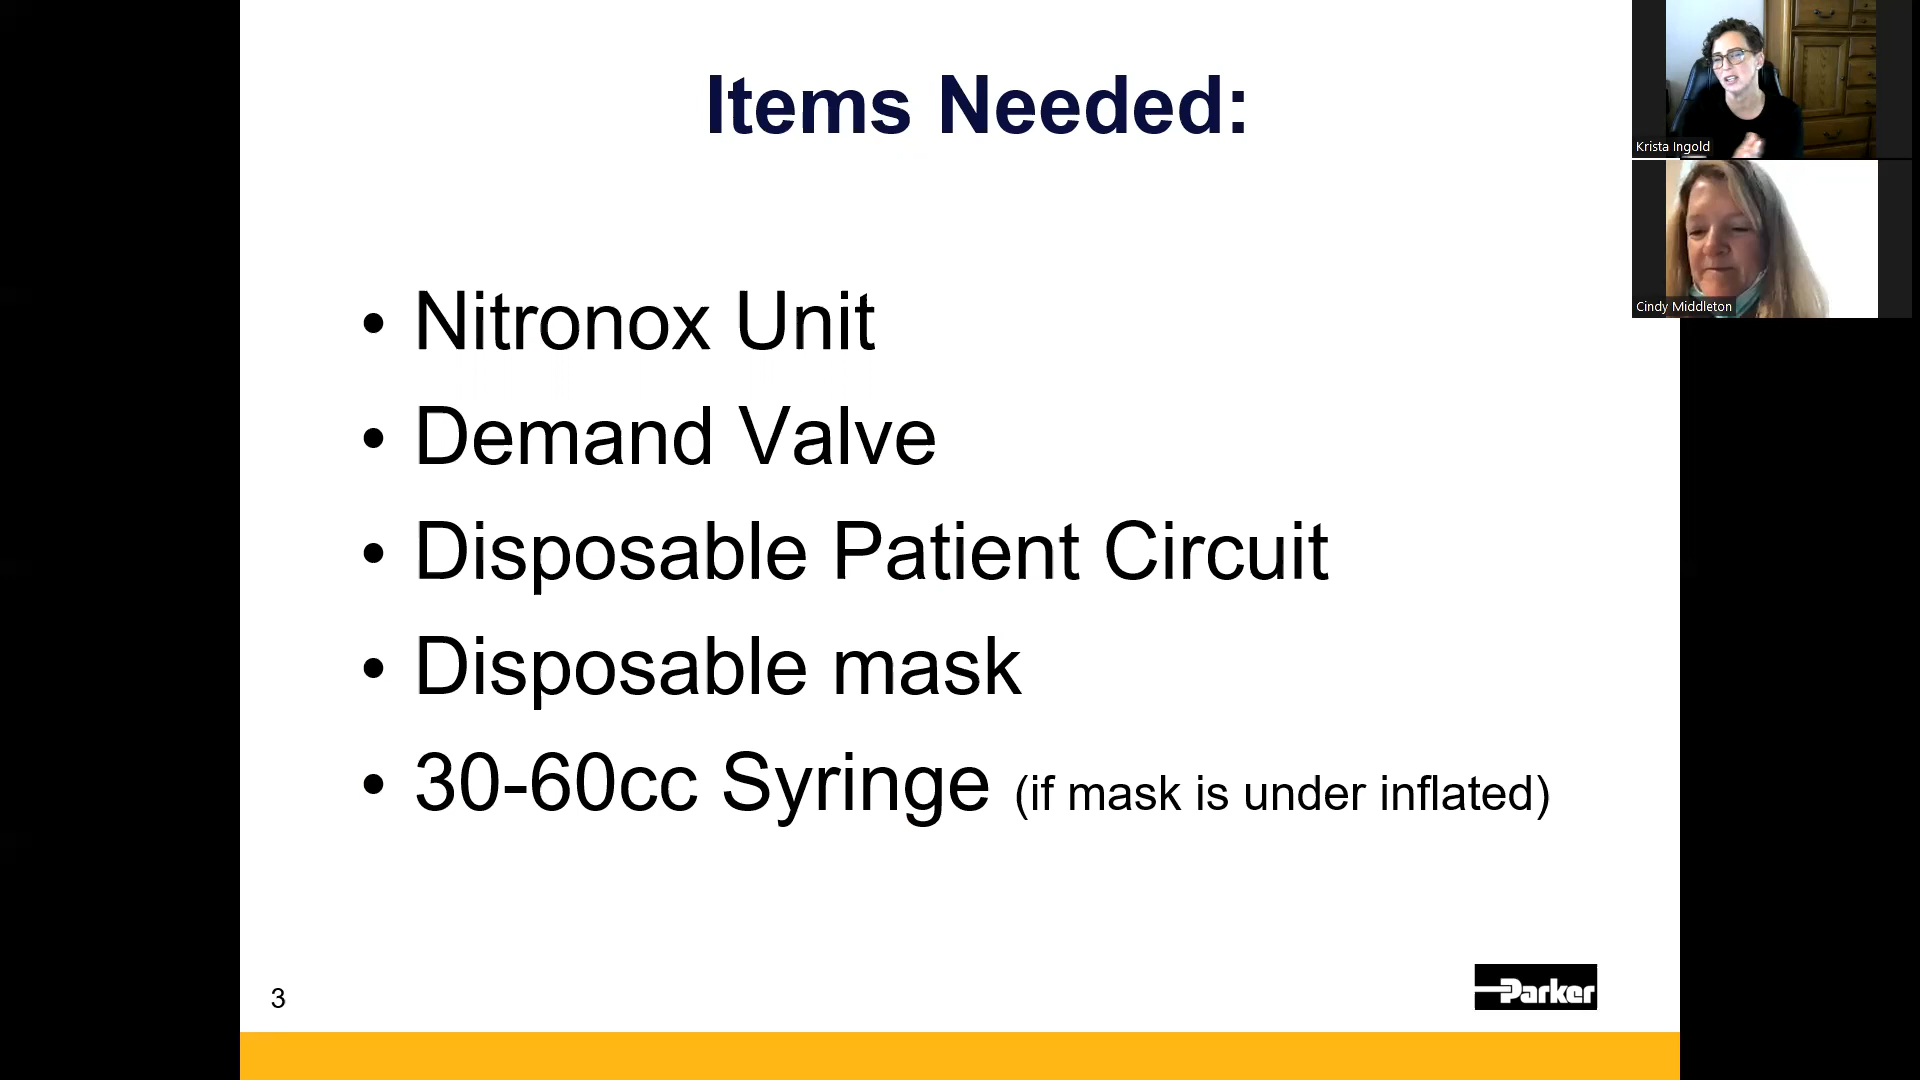 Items Needed:
• Nitronox Unit
• Demand Valve
• Disposable Patient Circuit
• Disposable mask
• 30-60cc Syringe (if mask is under inflated)
3
Parker
Krista Ingold
Cindy Middleton